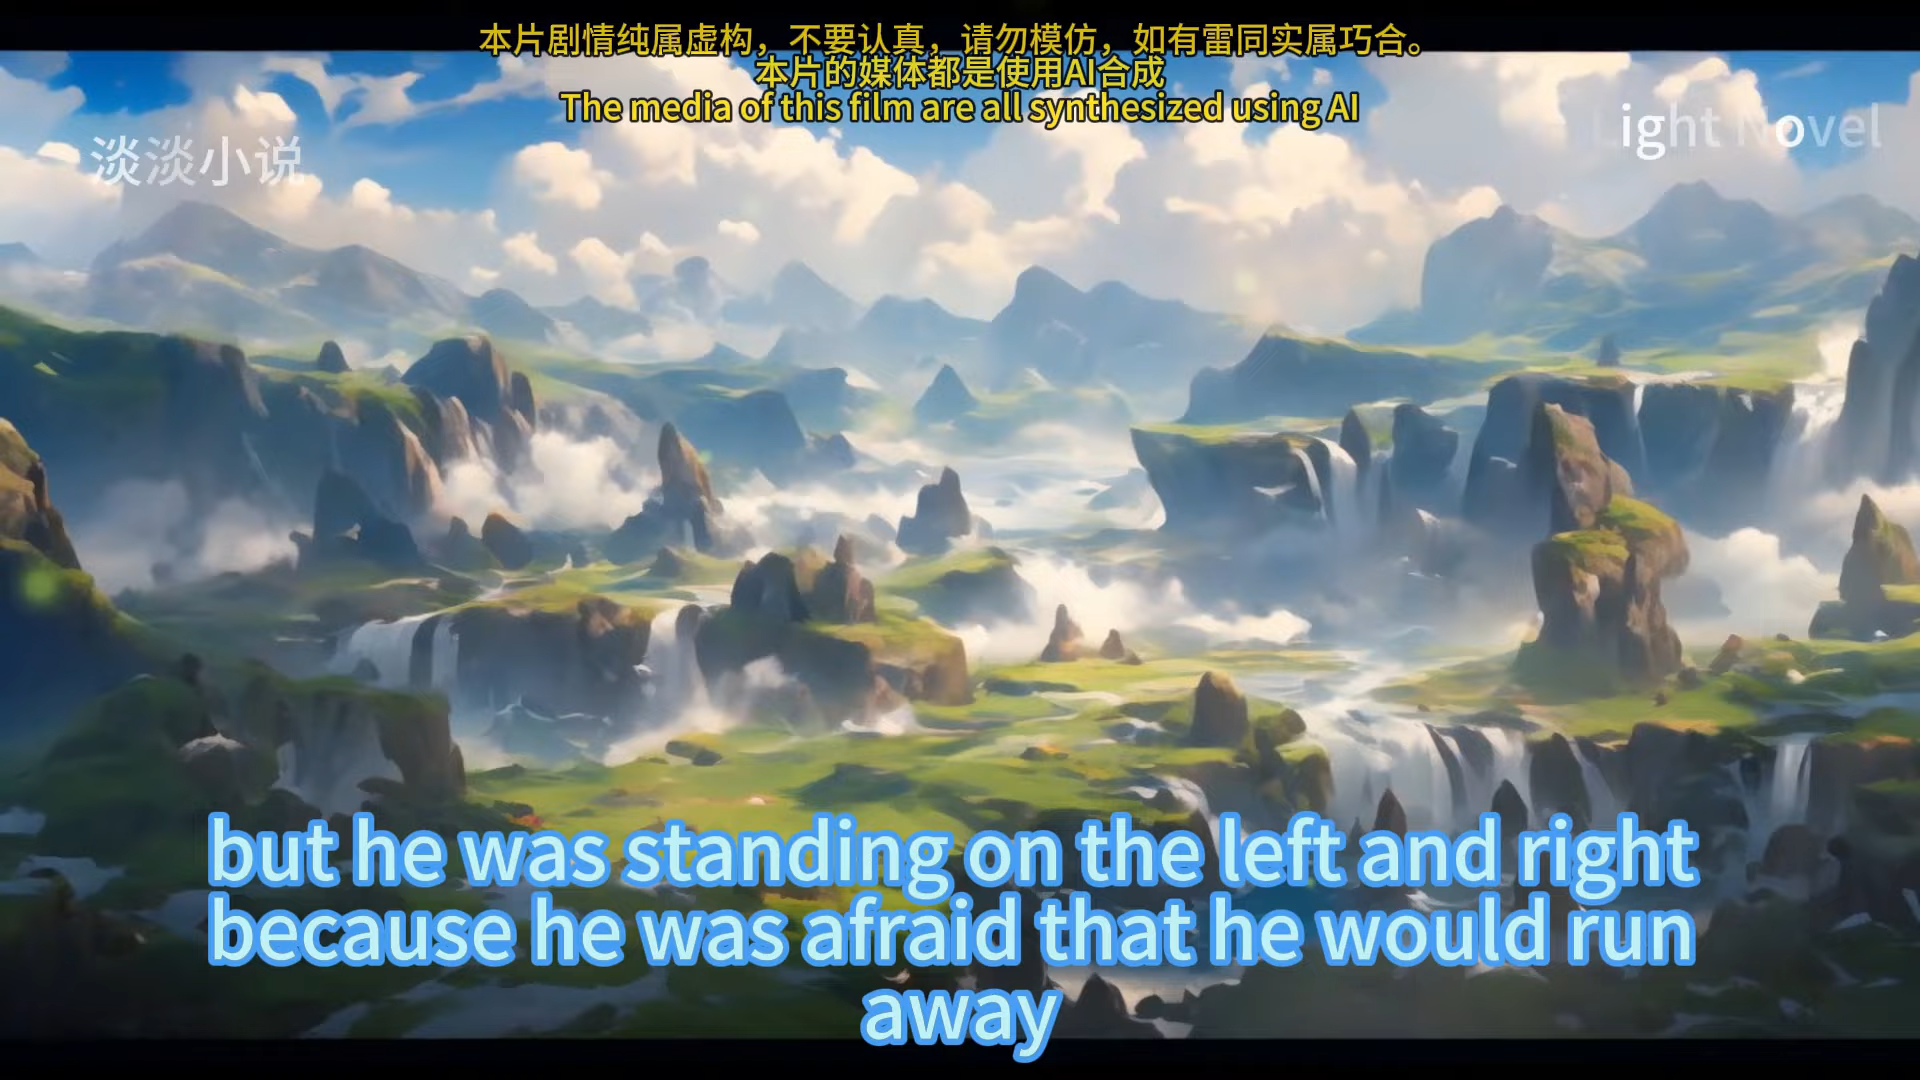 本片剧情纯属虚构，不要认真，请勿模仿，如有雷同实属巧合。
本片的媒体都是使用AI合成
The media of this film are all synthesized using AI
淡淡小说
Light Novel
but he was standing on the left and right
because he was afraid that he would run
away